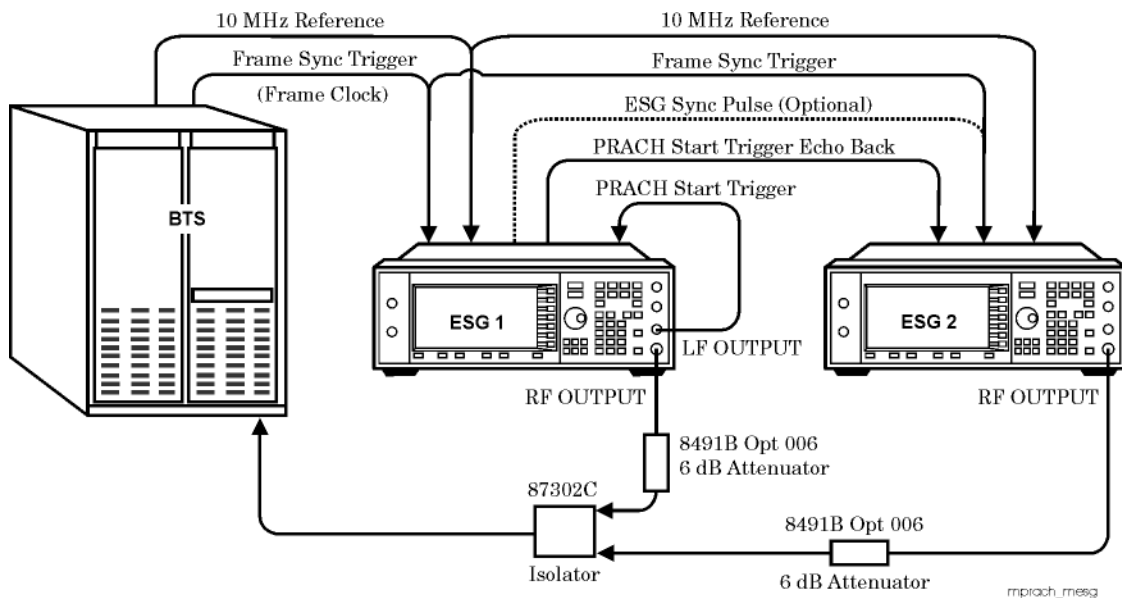 10 MHz Reference
10 MHz Reference
Frame Sync Trigger
Frame Sync Trigger
(Frame Clock)
ESG Sync Pulse (Optional)
PRACH Start Trigger Echo Back
PRACH Start Trigger
BTS
ESG 1
ESG 2
LF OUTPUT
RF OUTPUT
RF OUTPUT
8491B Opt 006
6 dB Attenuator
87302C
Isolator
8491B Opt 006
6 dB Attenuator
mprach_mesg